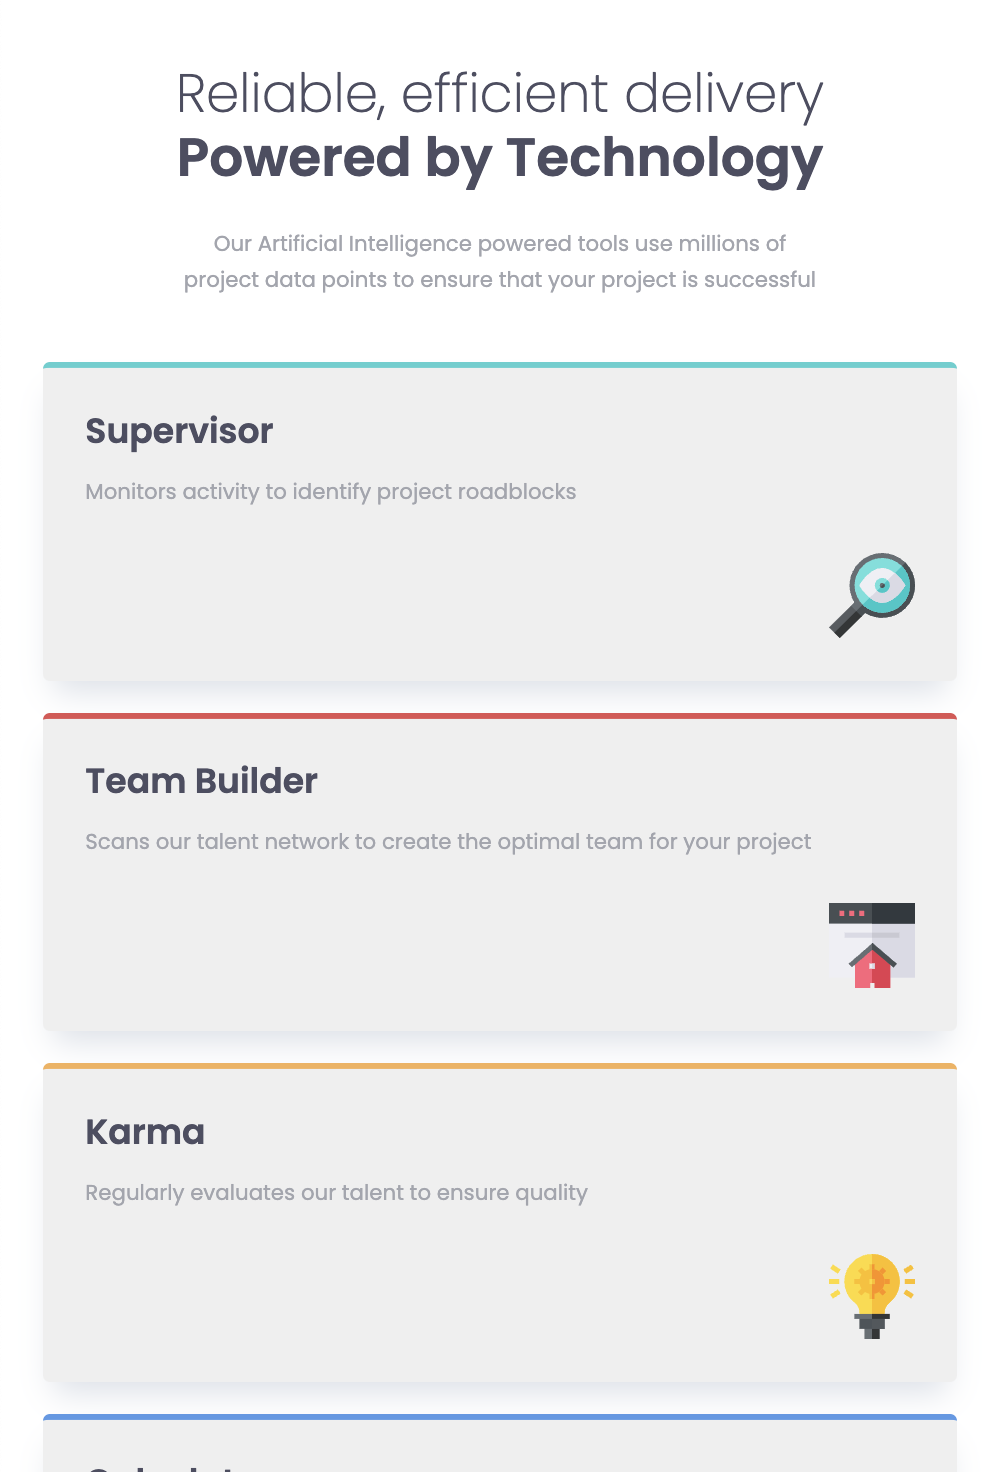 Reliable, efficient delivery
Powered by Technology
Our Artificial Intelligence powered tools use millions of
project data points to ensure that your project is successful
Supervisor
Monitors activity to identify project roadblocks
Team Builder
Scans our talent network to create the optimal team for your project
Karma
Regularly evaluates our talent to ensure quality